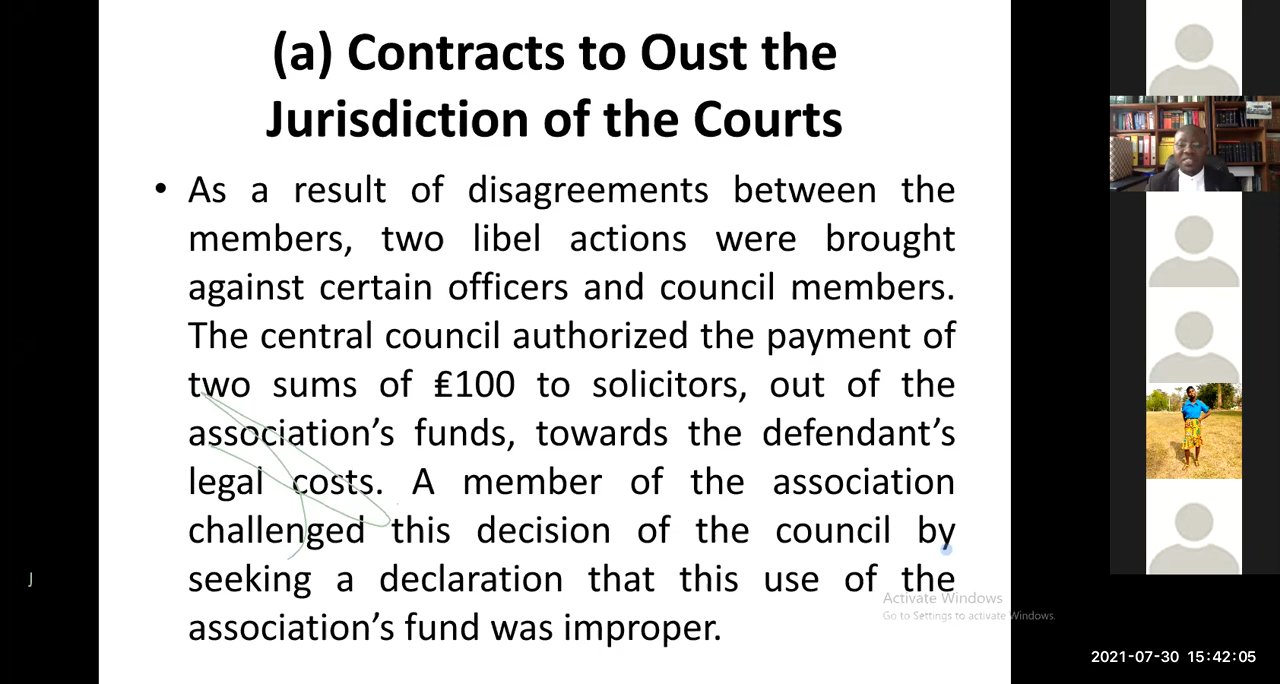 (a) Contracts to Oust the
Jurisdiction of the Courts
• As a result of disagreements between the
members, two libel actions were brought
against certain officers and council members.
The central council authorized the payment of
two sums of ₤100 to solicitors, out of the
association’s funds, towards the defendant’s
legal costs. A member of the association
challenged this decision of the council by
seeking a declaration that this use of the
association’s fund was improper.
J
Activate Windows
Go to Settings to activate Windows.
2021-07-30 15:42:05